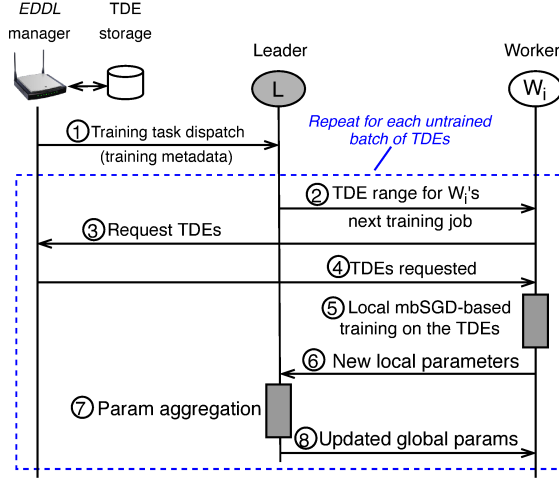 EDDL
manager
TDE
storage
Leader
Worker
L
Wi
① Training task dispatch
(training metadata)
Repeat for each untrained
batch of TDEs
② TDE range for Wi's
next training job
③ Request TDEs
④ TDEs requested
⑤ Local mbSGD-based
training on the TDEs
⑥ New local parameters
⑦ Param aggregation
⑧ Updated global params